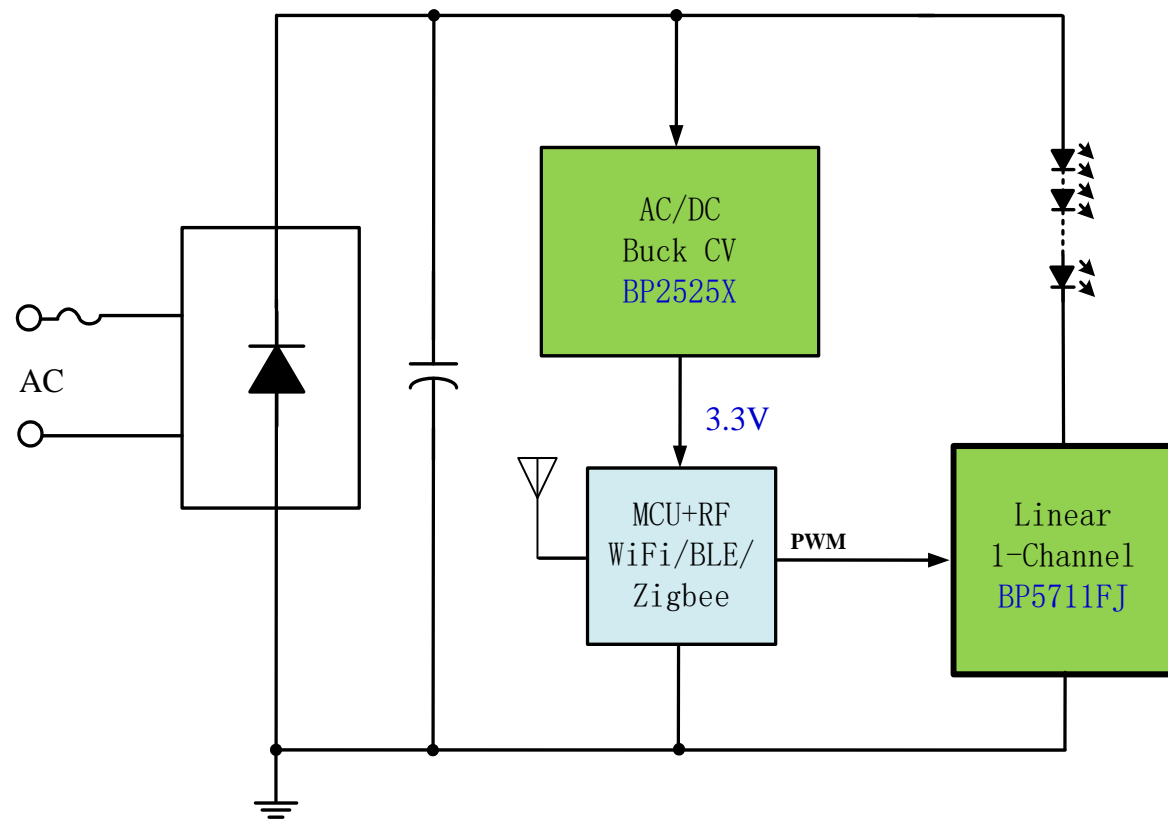 AC/DC
Buck CV
BP2525X
AC
3.3V
MCU+RF
WiFi/BLE/
Zigbee
PWM
Linear
1-Channel
BP5711FJ